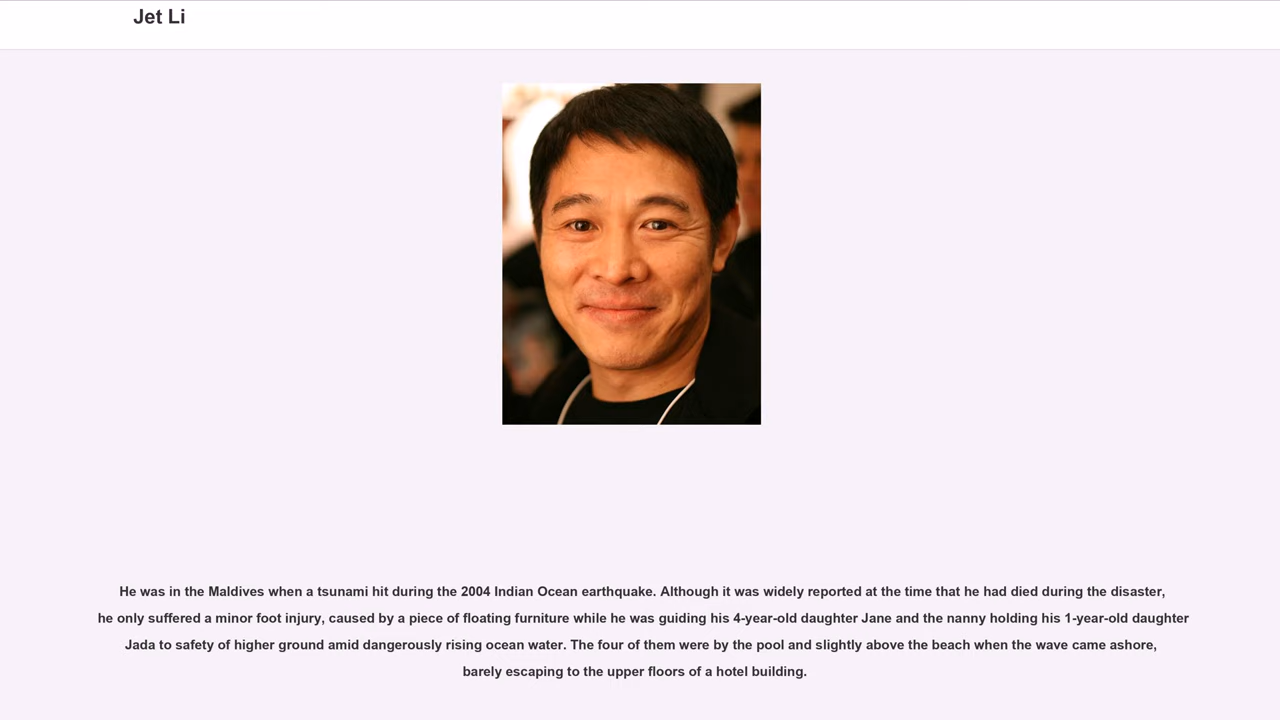 Jet Li
He was in the Maldives when a tsunami hit during the 2004 Indian Ocean earthquake. Although it was widely reported at the time that he had died during the disaster,
he only suffered a minor foot injury, caused by a piece of floating furniture while he was guiding his 4-year-old daughter Jane and the nanny holding his 1-year-old daughter
Jada to safety of higher ground amid dangerously rising ocean water. The four of them were by the pool and slightly above the beach when the wave came ashore,
barely escaping to the upper floors of a hotel building.